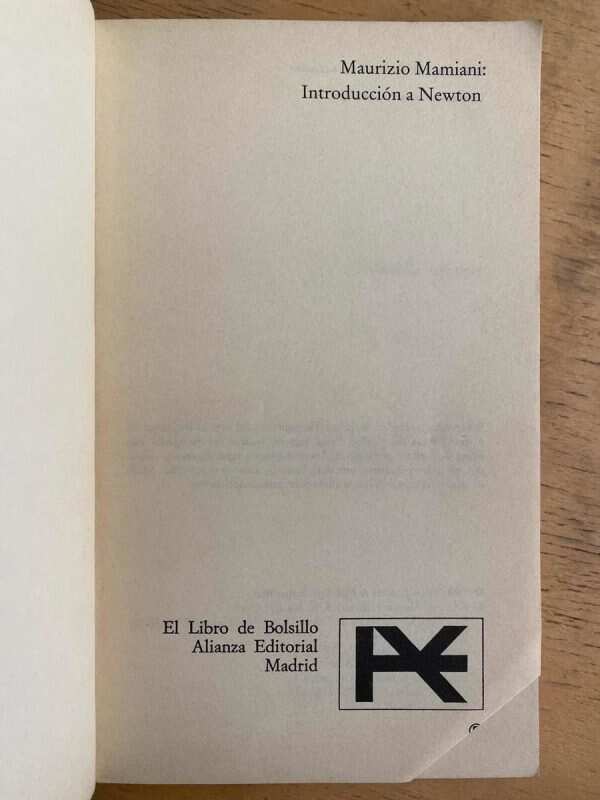 Maurizio Mamiani:
Introducción a Newton
El Libro de Bolsillo
Alianza Editorial
Madrid